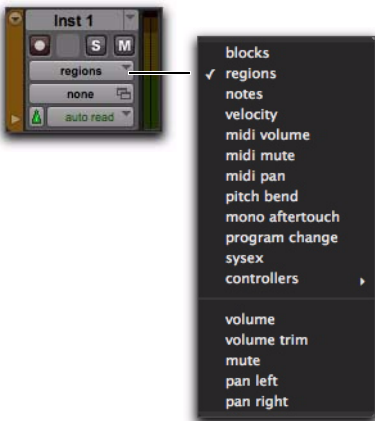 Inst 1
S M
regions
none
auto read
blocks
✓ regions
notes
velocity
midi volume
midi mute
midi pan
pitch bend
mono aftertouch
program change
sysex
controllers
volume
volume trim
mute
pan left
pan right